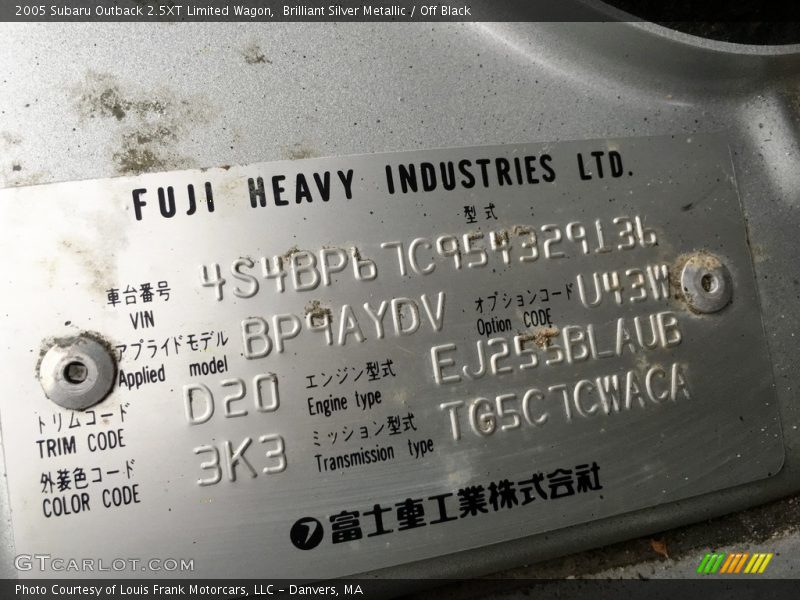 2005 Subaru Outback 2.5XT Limited Wagon, Brilliant Silver Metallic / Off Black
FUJI HEAVY INDUSTRIES LTD.
型式
車台番号 4S4BP67C954329136
VIN
アプライドモデル BP9AYDV オプションコード U43W
Applied model Option CODE
トリムコード D20 エンジン型式 EJ255BLAUB
TRIM CODE Engine type
外装色コード 3K3 ミッション型式 TG5C7CWACA
COLOR CODE Transmission type
富士重工業株式会社
GTCARLOT.COM
Photo Courtesy of Louis Frank Motorcars, LLC – Danvers, MA